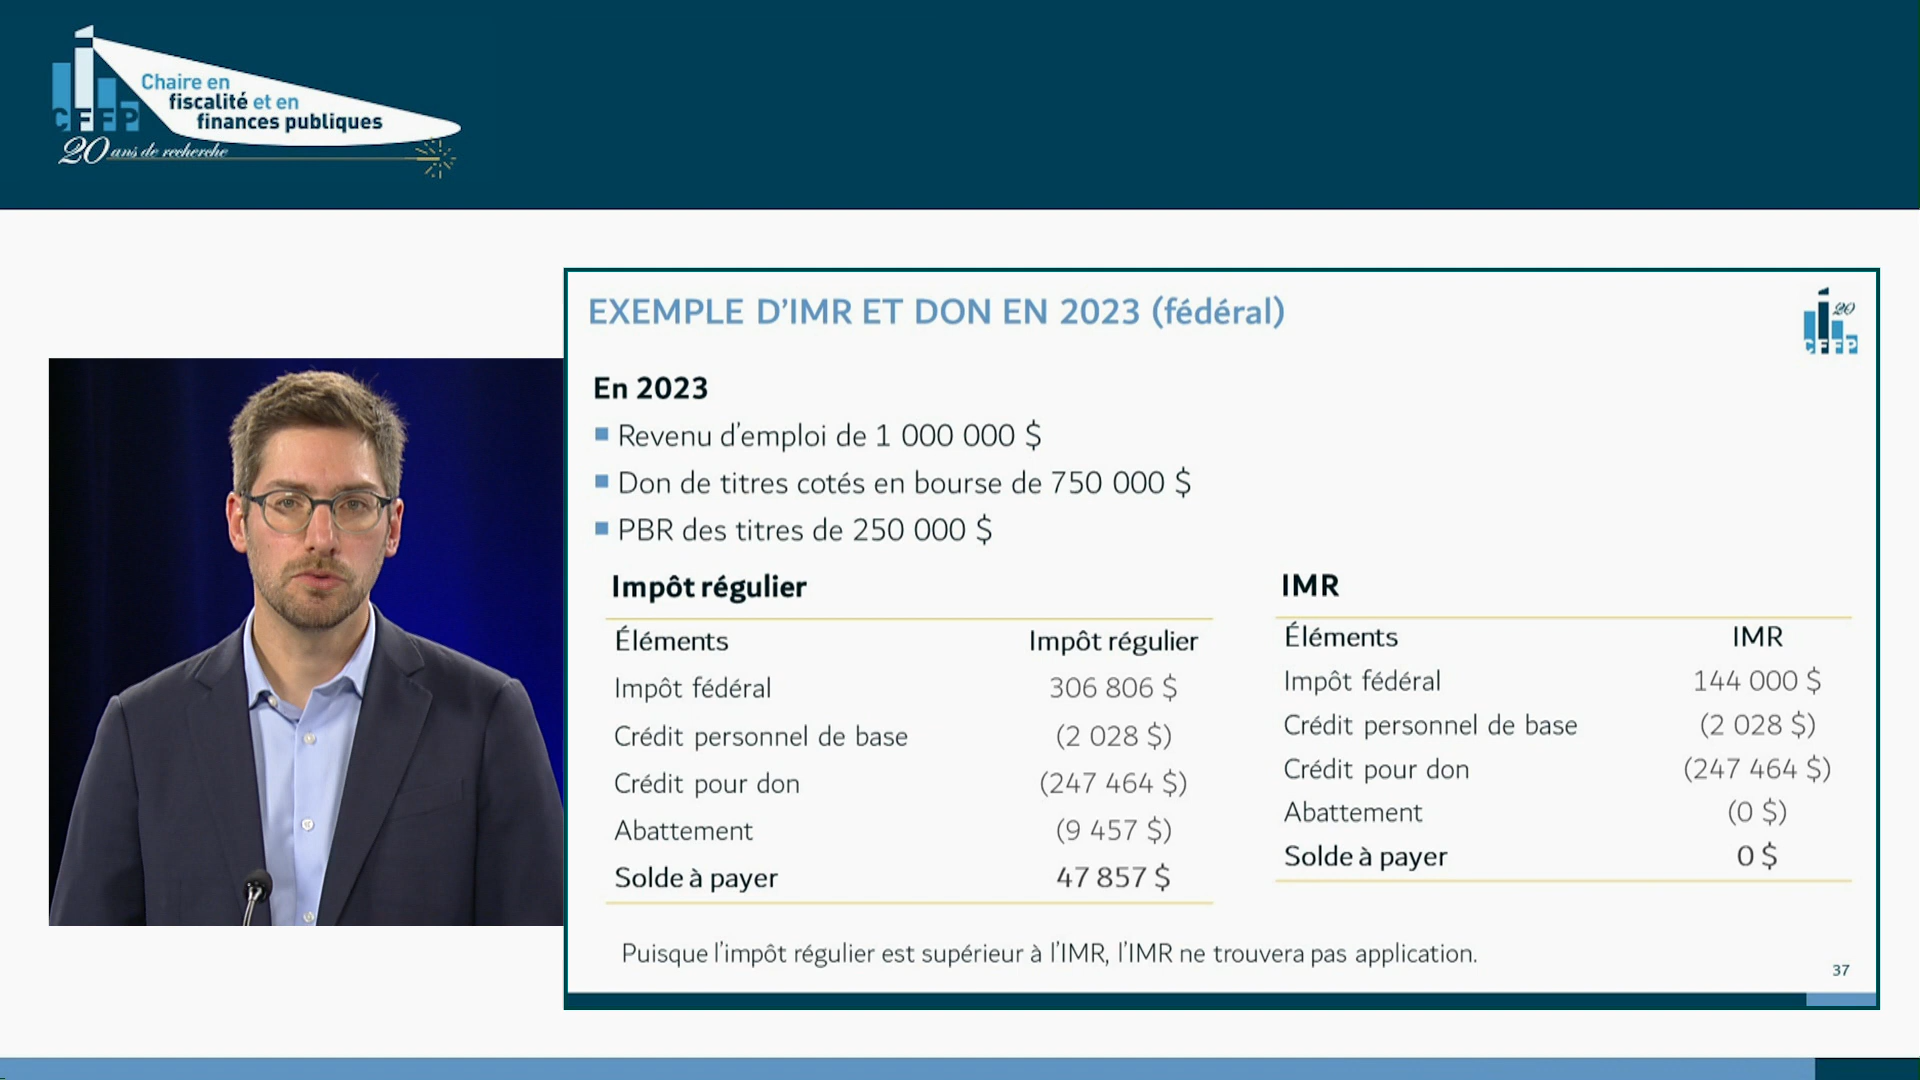 Chaire en
fiscalité et en
finances publiques
CFFP
20 ans de recherche
EXEMPLE D’IMR ET DON EN 2023 (fédéral)
20
CFFP
En 2023
Revenu d’emploi de 1 000 000 $
Don de titres cotés en bourse de 750 000 $
PBR des titres de 250 000 $
Impôt régulier
Éléments Impôt régulier
Impôt fédéral 306 806 $
Crédit personnel de base (2 028 $)
Crédit pour don (247 464 $)
Abattement (9 457 $)
Solde à payer 47 857 $
IMR
Éléments IMR
Impôt fédéral 144 000 $
Crédit personnel de base (2 028 $)
Crédit pour don (247 464 $)
Abattement (0 $)
Solde à payer 0 $
Puisque l’impôt régulier est supérieur à l’IMR, l’IMR ne trouvera pas application.
37